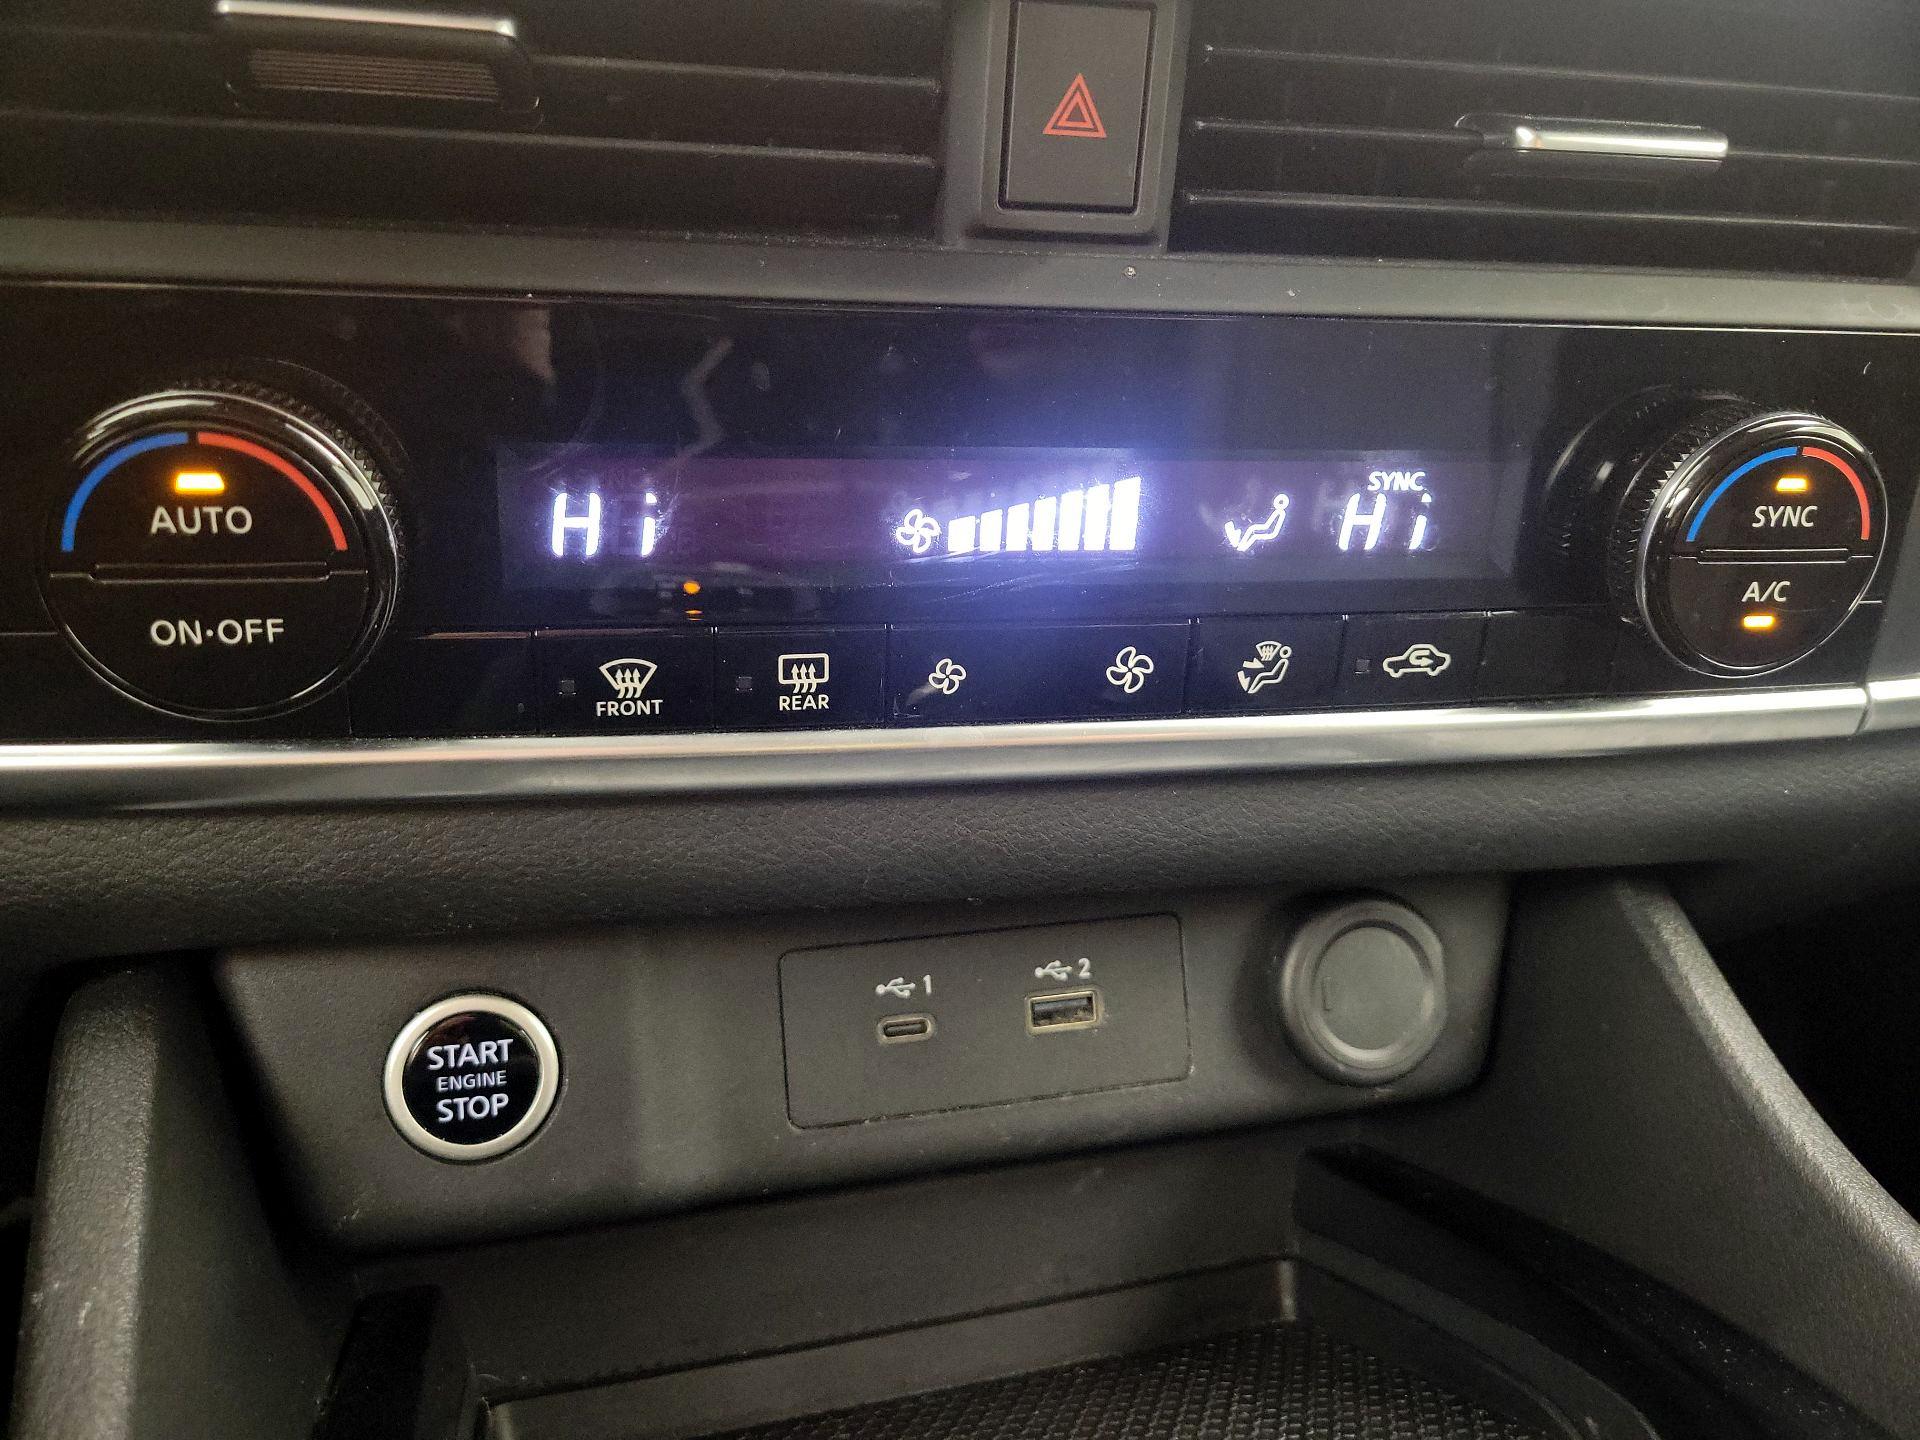 AUTO
ON•OFF
Hi
SYNC
Hi
SYNC
A/C
FRONT
REAR
1
2
START
ENGINE
STOP